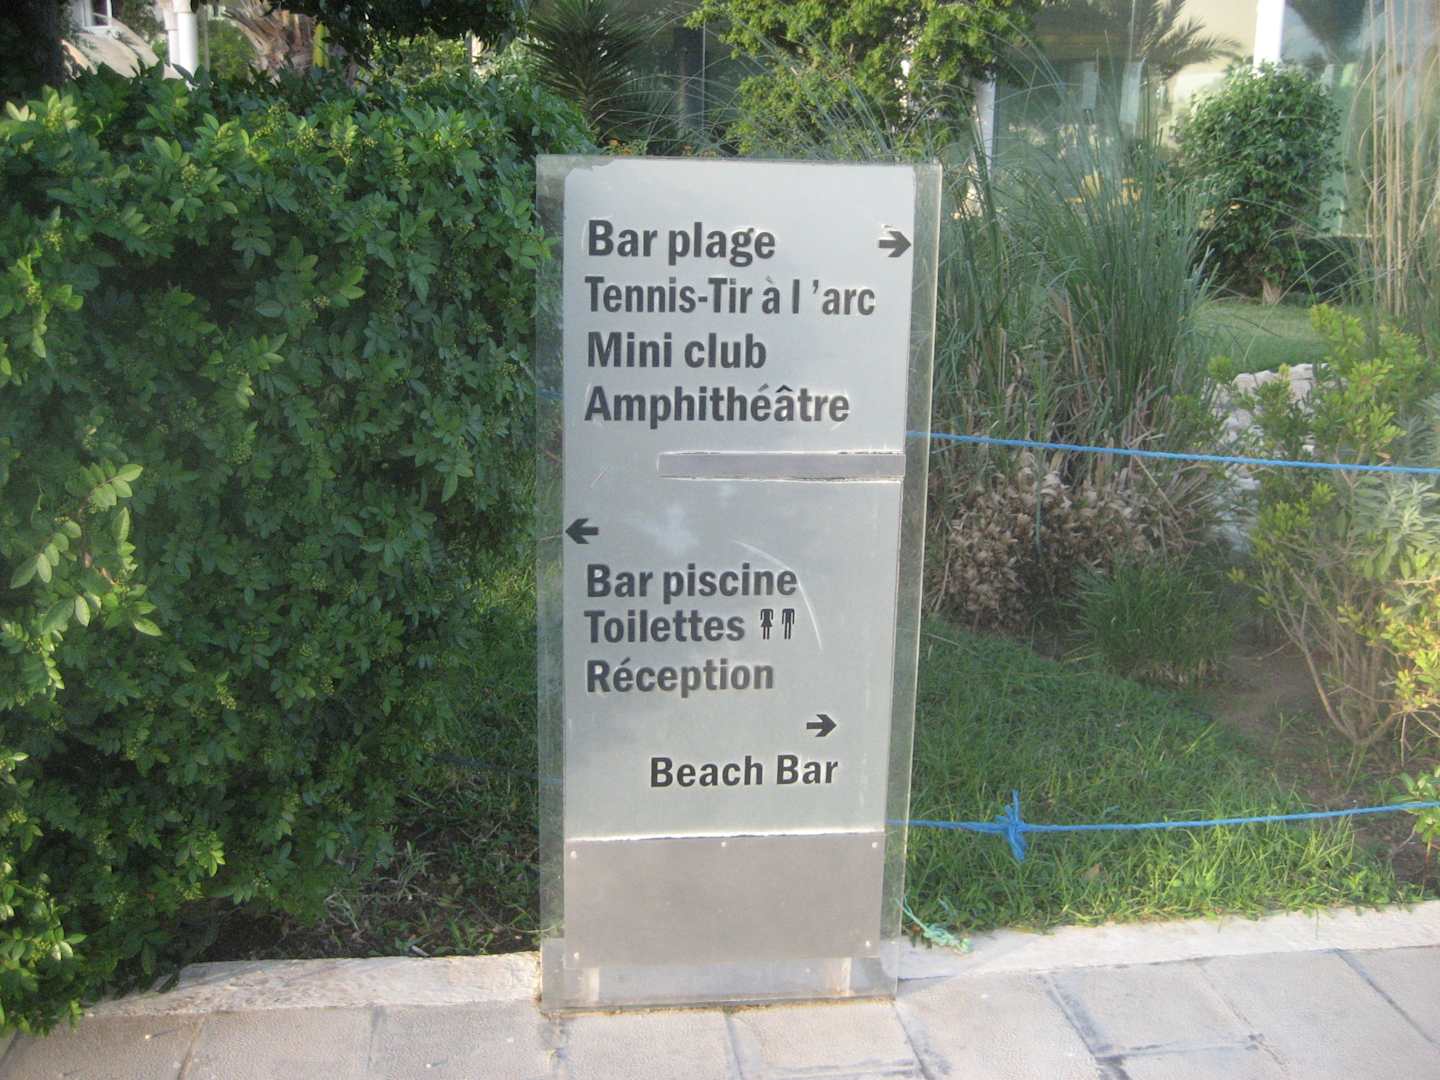 Bar plage →
Tennis-Tir à l ’arc
Mini club
Amphithéâtre
←
Bar piscine
Toilettes
Réception
→
Beach Bar